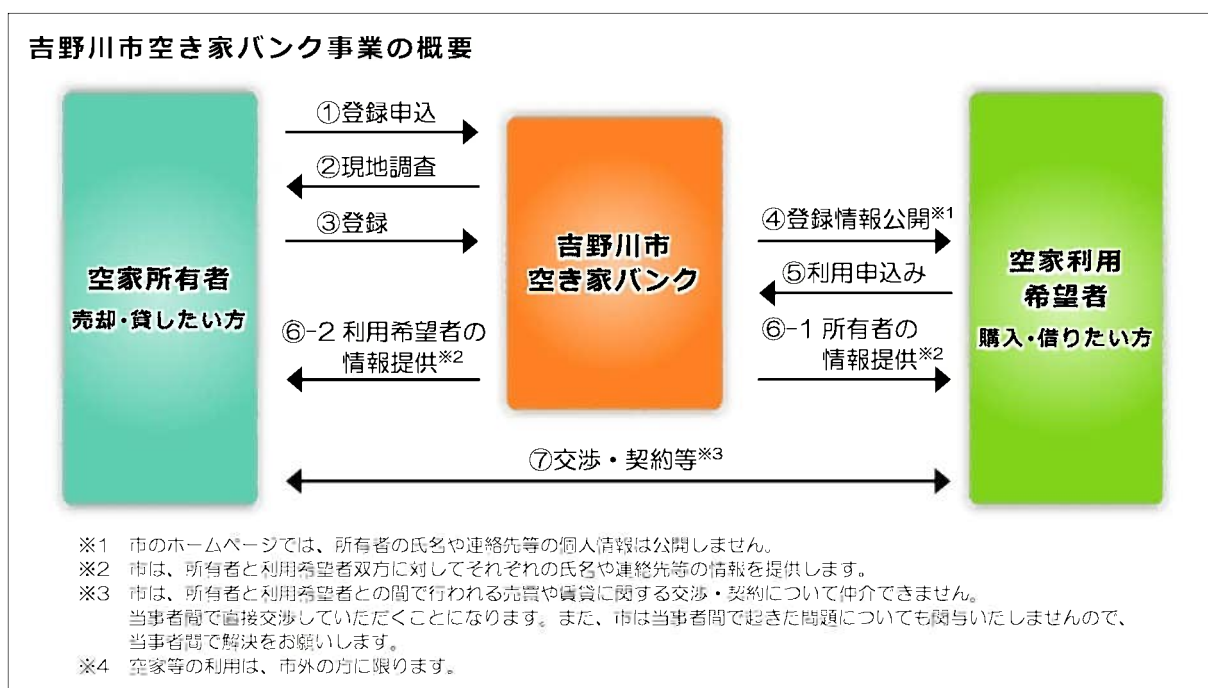 吉野川市空き家バンク事業の概要
空家所有者
売却・貸したい方
①登録申込
②現地調査
③登録
⑥-2 利用希望者の
情報提供※2
吉野川市
空き家バンク
④登録情報公開※1
⑤利用申込み
⑥-1 所有者の
情報提供※2
空家利用
希望者
購入・借りたい方
⑦交渉・契約等※3
※1 市のホームページでは、所有者の氏名や連絡先等の個人情報は公開しません。
※2 市は、所有者と利用希望者双方に対してそれぞれの氏名や連絡先等の情報を提供します。
※3 市は、所有者と利用希望者との間で行われる売買や賃貸に関する交渉・契約について仲介できません。
当事者間で直接交渉していただくことになります。また、市は当事者間で起きた問題についても関与いたしませんので、
当事者間で解決をお願いします。
※4 空家等の利用は、市外の方に限ります。